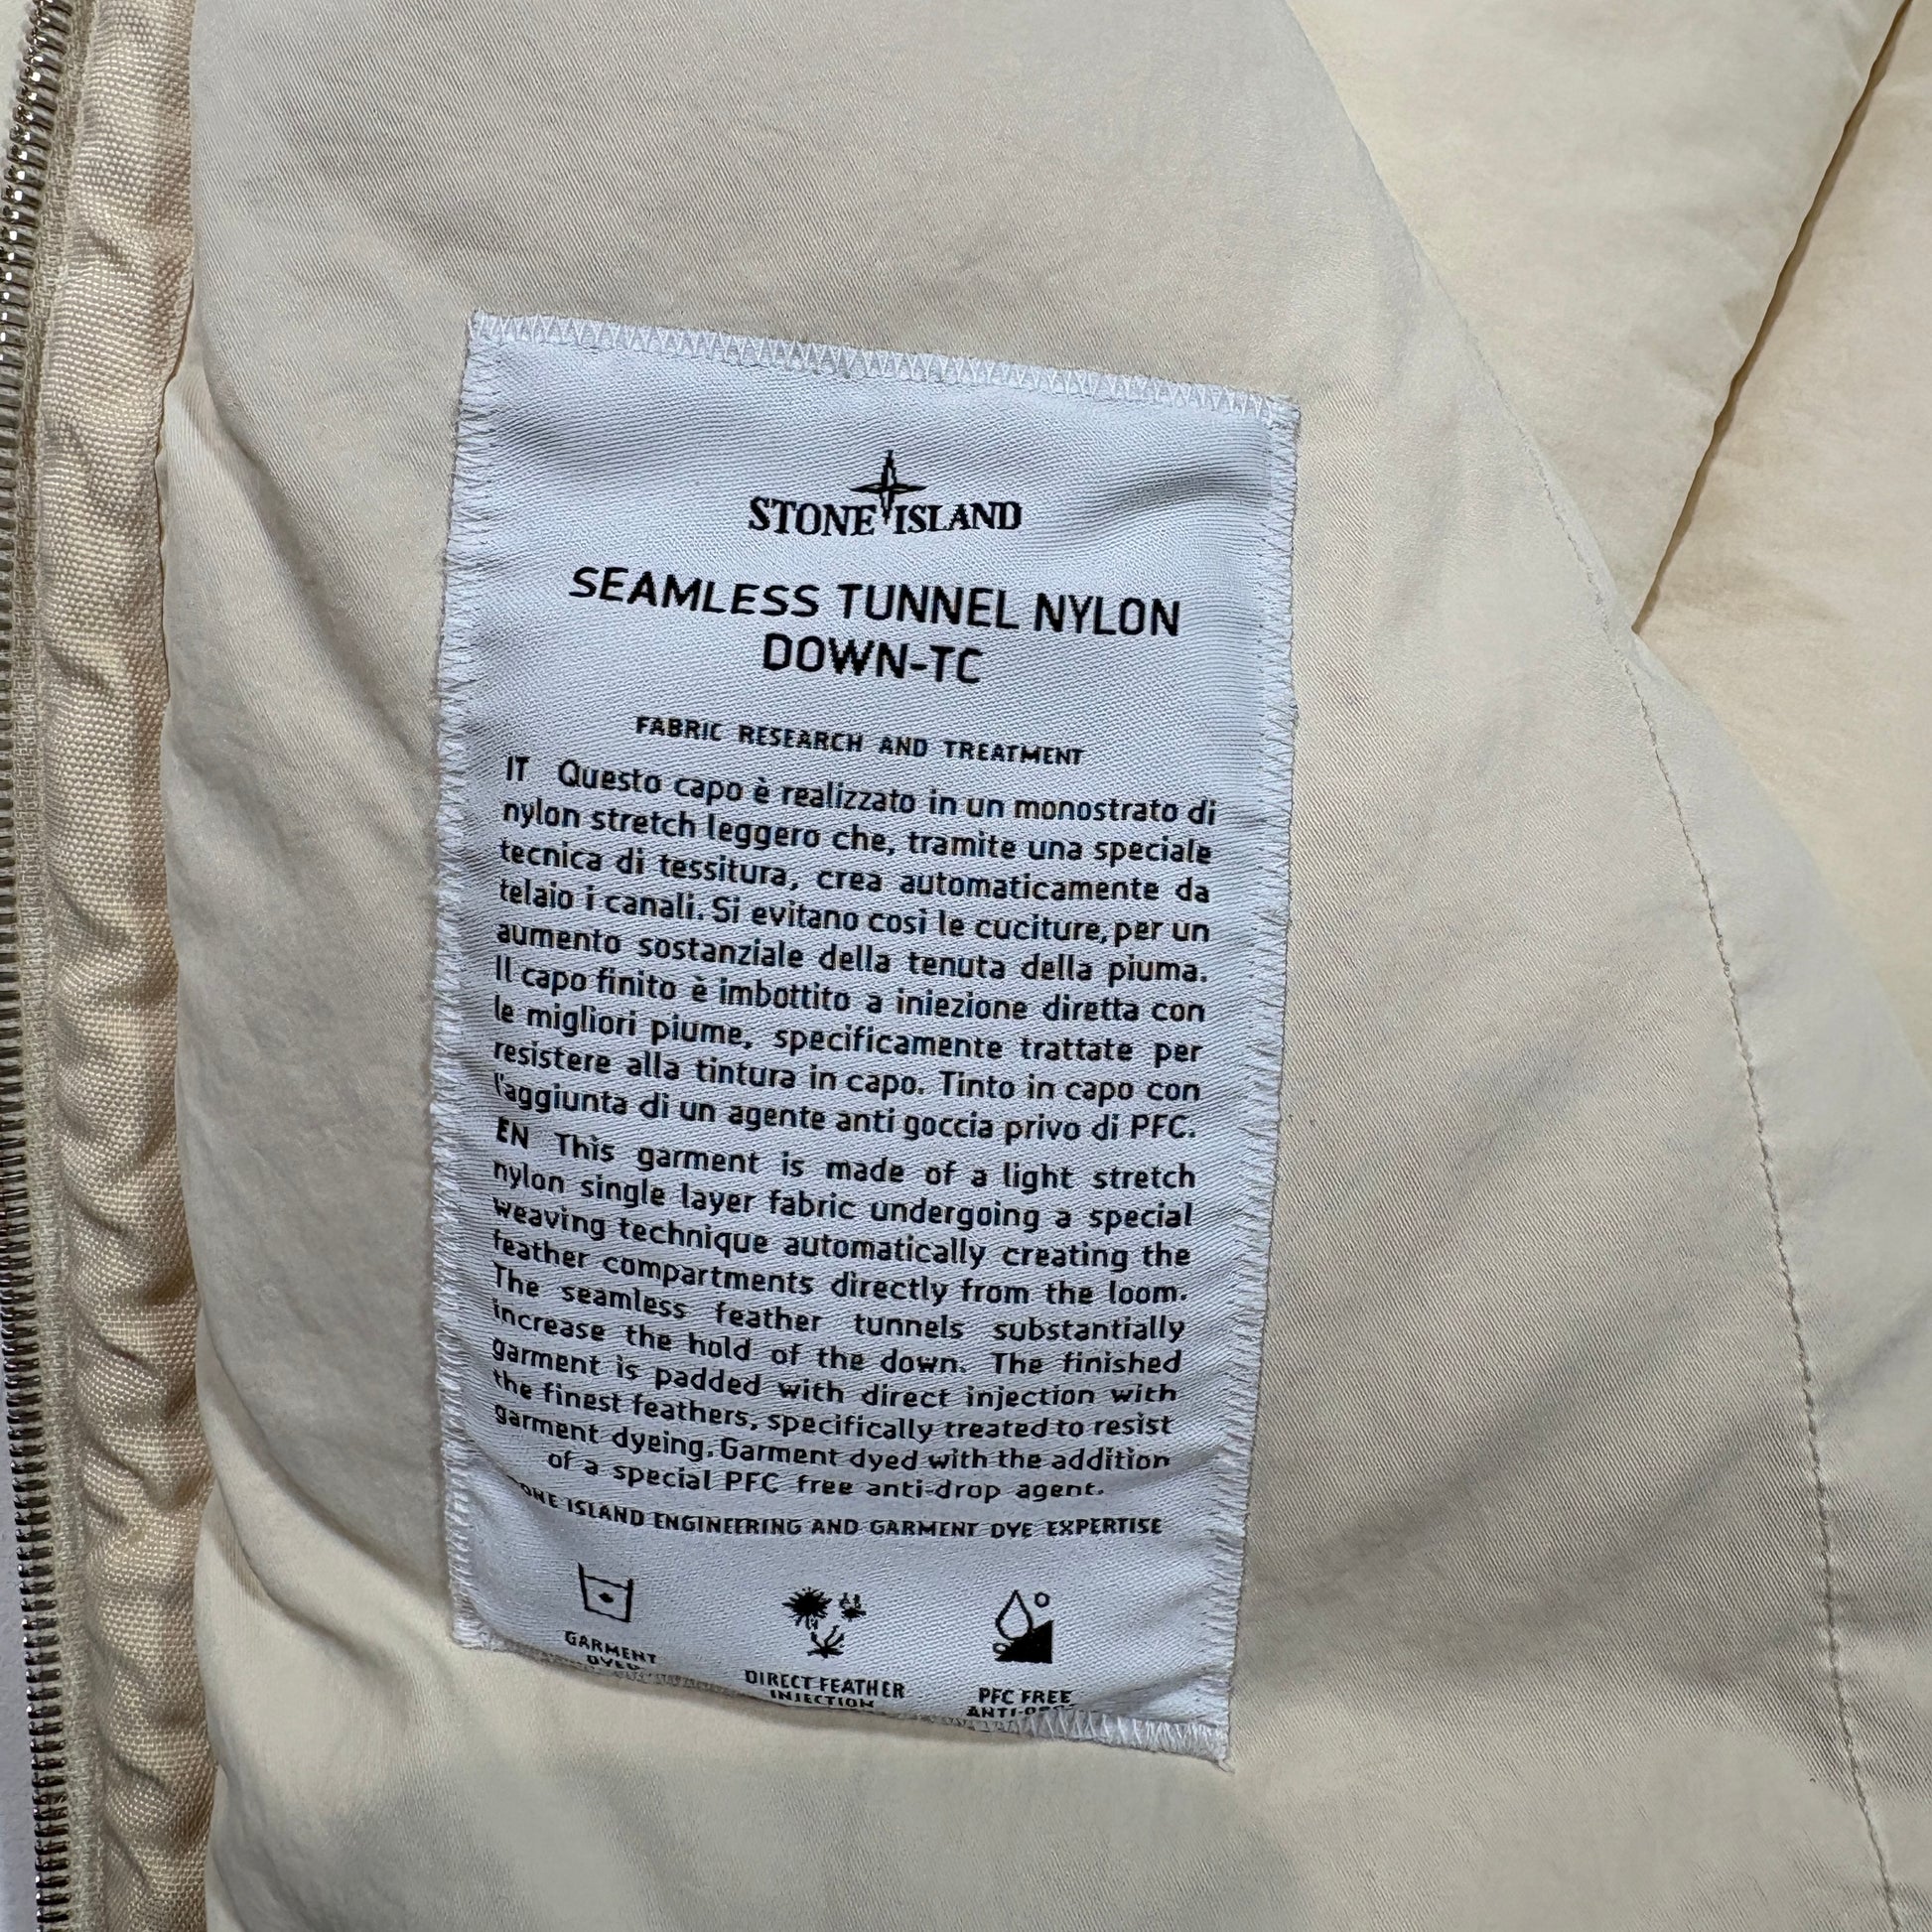 STONE ISLAND
SEAMLESS TUNNEL NYLON
DOWN-TC
FABRIC RESEARCH AND TREATMENT
IT Questo capo è realizzato in un monostrato di
nylon stretch leggero che, tramite una speciale
tecnica di tessitura, crea automaticamente da
telaio i canali. Si evitano così le cuciture, per un
aumento sostanziale della tenuta della piuma.
Il capo finito è imbottito a iniezione diretta con
le migliori piume, specificamente trattate per
resistere alla tintura in capo. Tinto in capo con
l'aggiunta di un agente anti goccia privo di PFC.
EN This garment is made of a light stretch
nylon single layer fabric undergoing a special
weaving technique automatically creating the
feather compartments directly from the loom.
The seamless feather tunnels substantially
increase the hold of the down. The finished
garment is padded with direct injection with
the finest feathers, specifically treated to resist
garment dyeing. Garment dyed with the addition
of a special PFC free anti-drop agent.
ISLAND ENGINEERING AND GARMENT DYE EXPERTISE
GARMENT
DYED
DIRECT FEATHER
INJECTION
PFC FREE